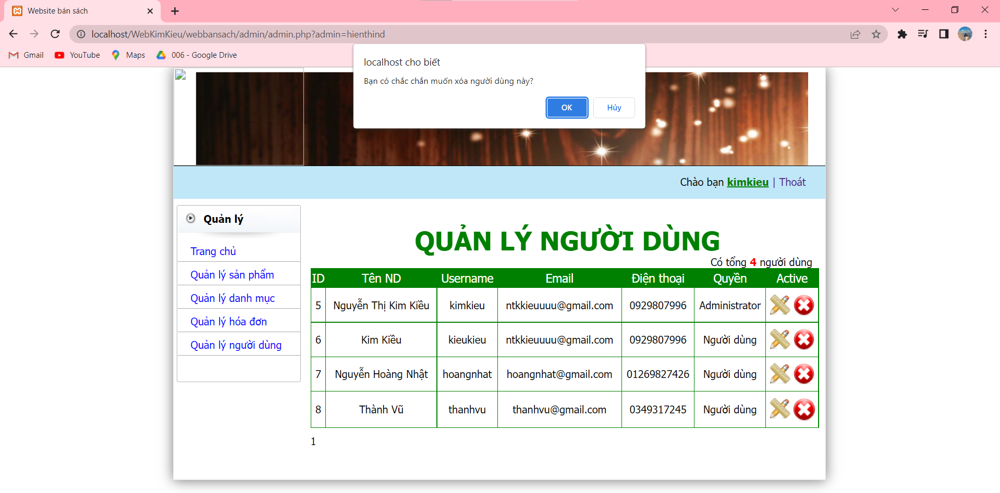 Website bán sách
localhost/WebKimKieu/webbansach/admin/admin.php?admin=hienthind
Gmail YouTube Maps 006 - Google Drive
localhost cho biết
Bạn có chắc chắn muốn xóa người dùng này?
OK Hủy
Chào bạn kimkieu | Thoát
Quản lý
Trang chủ
Quản lý sản phẩm
Quản lý danh mục
Quản lý hóa đơn
Quản lý người dùng
QUẢN LÝ NGƯỜI DÙNG
Có tổng 4 người dùng
ID Tên ND Username Email Điện thoại Quyền Active
5 Nguyễn Thị Kim Kiều kimkieu ntkkieuuuu@gmail.com 0929807996 Administrator
6 Kim Kiều kieukieu ntkkieuuuu@gmail.com 0929807996 Người dùng
7 Nguyễn Hoàng Nhật hoangnhat hoangnhat@gmail.com 01269827426 Người dùng
8 Thành Vũ thanhvu thanhvu@gmail.com 0349317245 Người dùng
1